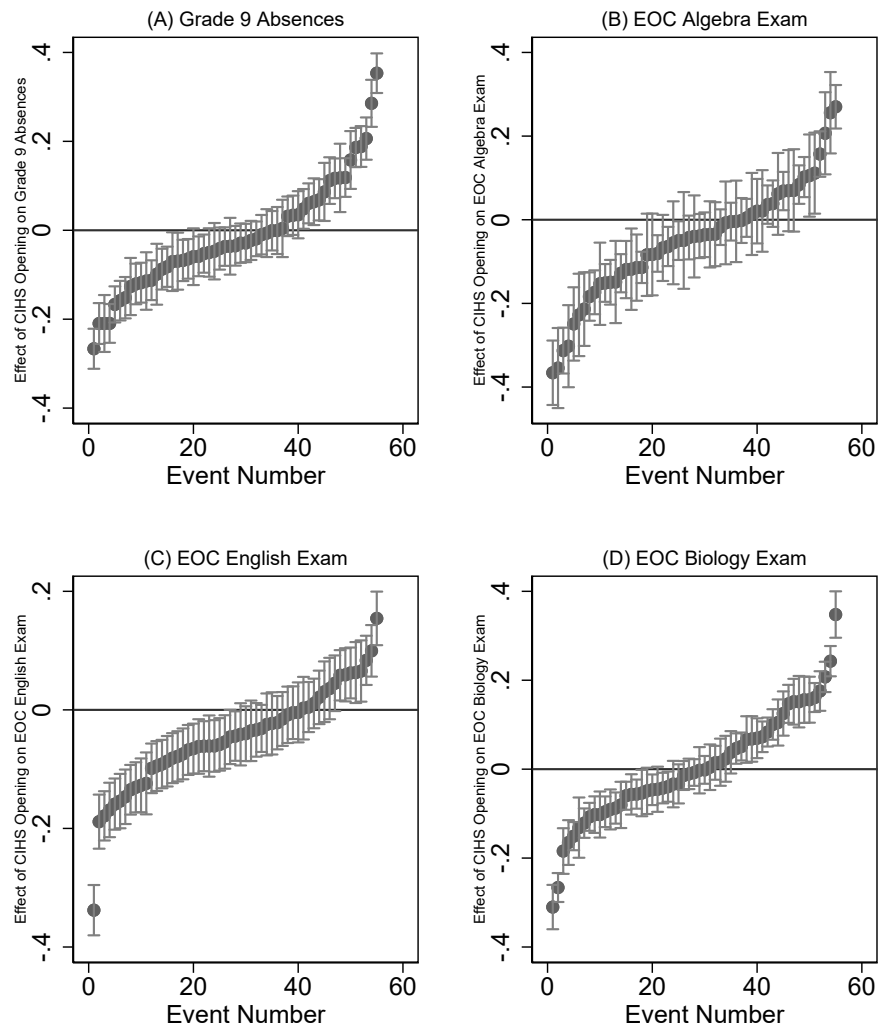 (A) Grade 9 Absences
Effect of CIHS Opening on Grade 9 Absences
.4
.2
0
-.2
-.4
0 20 40 60
Event Number
(B) EOC Algebra Exam
Effect of CIHS Opening on EOC Algebra Exam
.4
.2
0
-.2
-.4
0 20 40 60
Event Number
(C) EOC English Exam
Effect of CIHS Opening on EOC English Exam
.2
0
-.2
-.4
0 20 40 60
Event Number
(D) EOC Biology Exam
Effect of CIHS Opening on EOC Biology Exam
.4
.2
0
-.2
-.4
0 20 40 60
Event Number